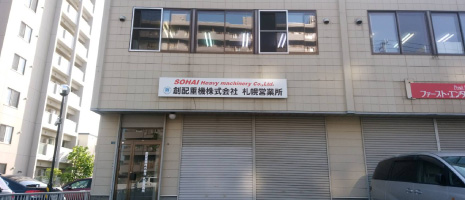 SOHAI Heavy machinery Co.,Ltd.
創配重機株式会社 札幌営業所
ファースト・エンタ